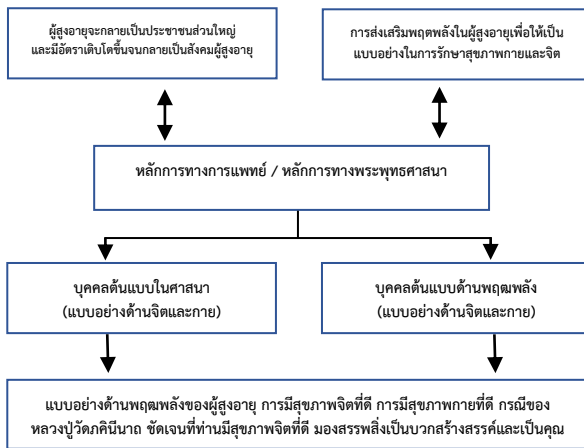 ผู้สูงอายุจะกลายเป็นประชาชนส่วนใหญ่
และมีอัตราเติบโตขึ้นจนกลายเป็นสังคมผู้สูงอายุ
การส่งเสริมพฤตพลังในผู้สูงอายุเพื่อให้เป็น
แบบอย่างในการรักษาสุขภาพกายและจิต
หลักการทางการแพทย์ / หลักการทางพระพุทธศาสนา
บุคคลต้นแบบในศาสนา
(แบบอย่างด้านจิตและกาย)
บุคคลต้นแบบด้านพฤฒพลัง
(แบบอย่างด้านจิตและกาย)
แบบอย่างด้านพฤฒพลังของผู้สูงอายุ การมีสุขภาพจิตที่ดี การมีสุขภาพกายที่ดี กรณีของ
หลวงปู่วัดภคินีนาถ ชัดเจนที่ท่านมีสุขภาพจิตที่ดี มองสรรพสิ่งเป็นบวกสร้างสรรค์และเป็นคุณ